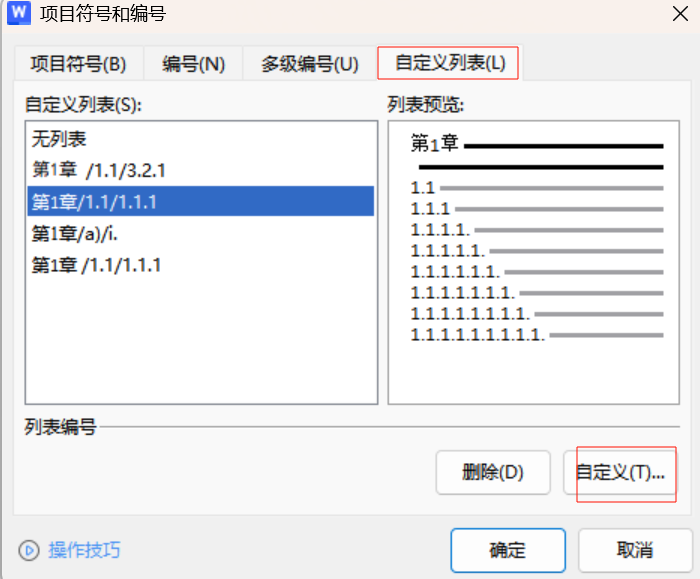 W 项目符号和编号
项目符号(B) 编号(N) 多级编号(U) 自定义列表(L)
自定义列表(S):
无列表
第1章 /1.1/3.2.1
第1章/1.1/1.1.1
第1章/a)/i.
第1章 /1.1/1.1.1
列表预览:
第1章
1.1
1.1.1
1.1.1.1.
1.1.1.1.1.
1.1.1.1.1.1.
1.1.1.1.1.1.1.
1.1.1.1.1.1.1.1.
1.1.1.1.1.1.1.1.1.
列表编号
删除(D) 自定义(T)...
操作技巧 确定 取消